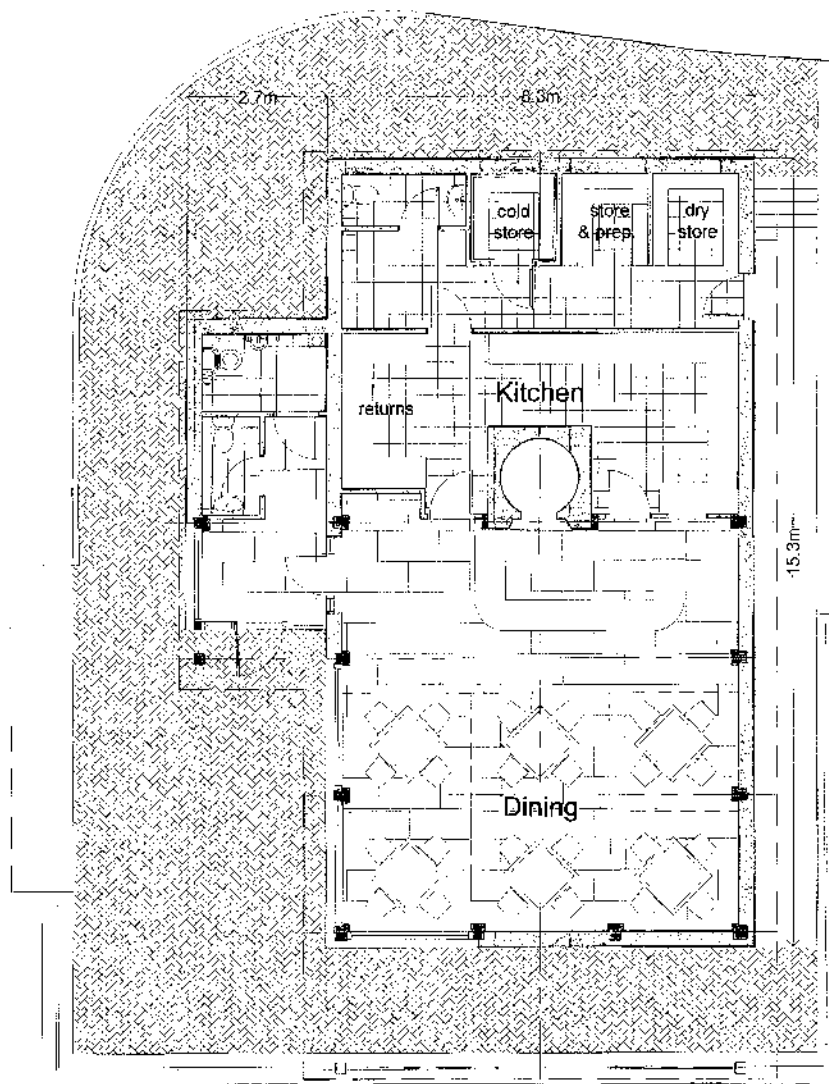 2.7m
8.3m
cold
store
store
& prep.
dry
store
Kitchen
returns
15.3m
Dining